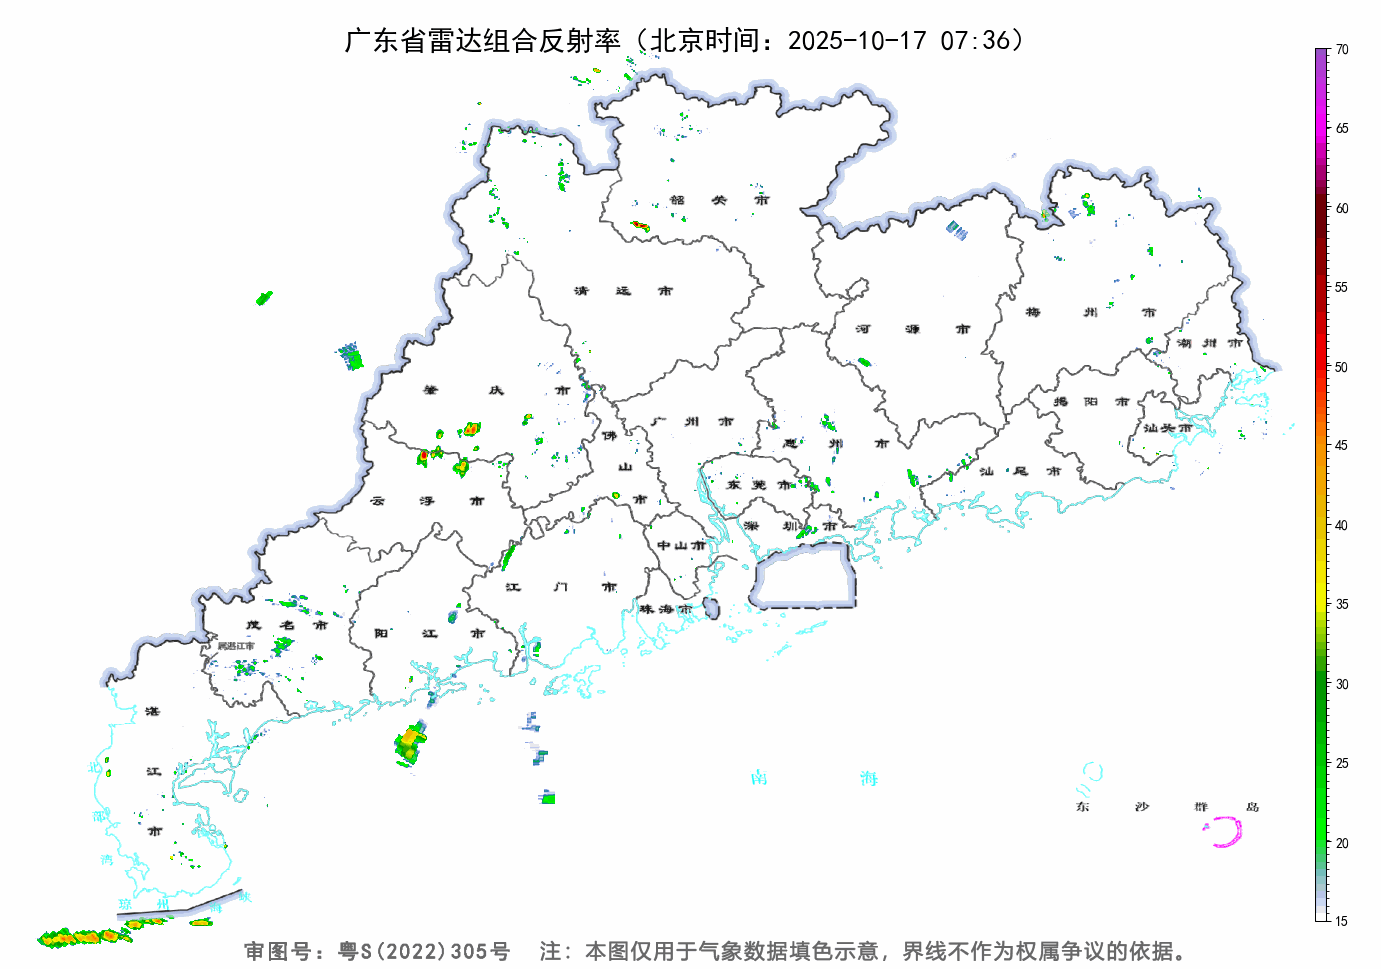 广东省雷达组合反射率（北京时间：2025-10-17 07:36）
70
65
60
55
50
45
40
35
30
25
20
15
韶 关 市
清 远 市
梅 州 市
河 源 市
潮 州 市
肇 庆 市
揭 阳 市
广 州 市
汕头市
佛 山 市
惠 州 市
汕 尾 市
东 莞 市
云 浮 市
深 圳 市
中山市
江 门 市
珠海市
茂 名 市
阳 江 市
属湛江市
湛 江 市
北 部 湾
南 海
东 沙 群 岛
琼 州 海 峡
审图号：粤S(2022)305号 注：本图仅用于气象数据填色示意，界线不作为权属争议的依据。